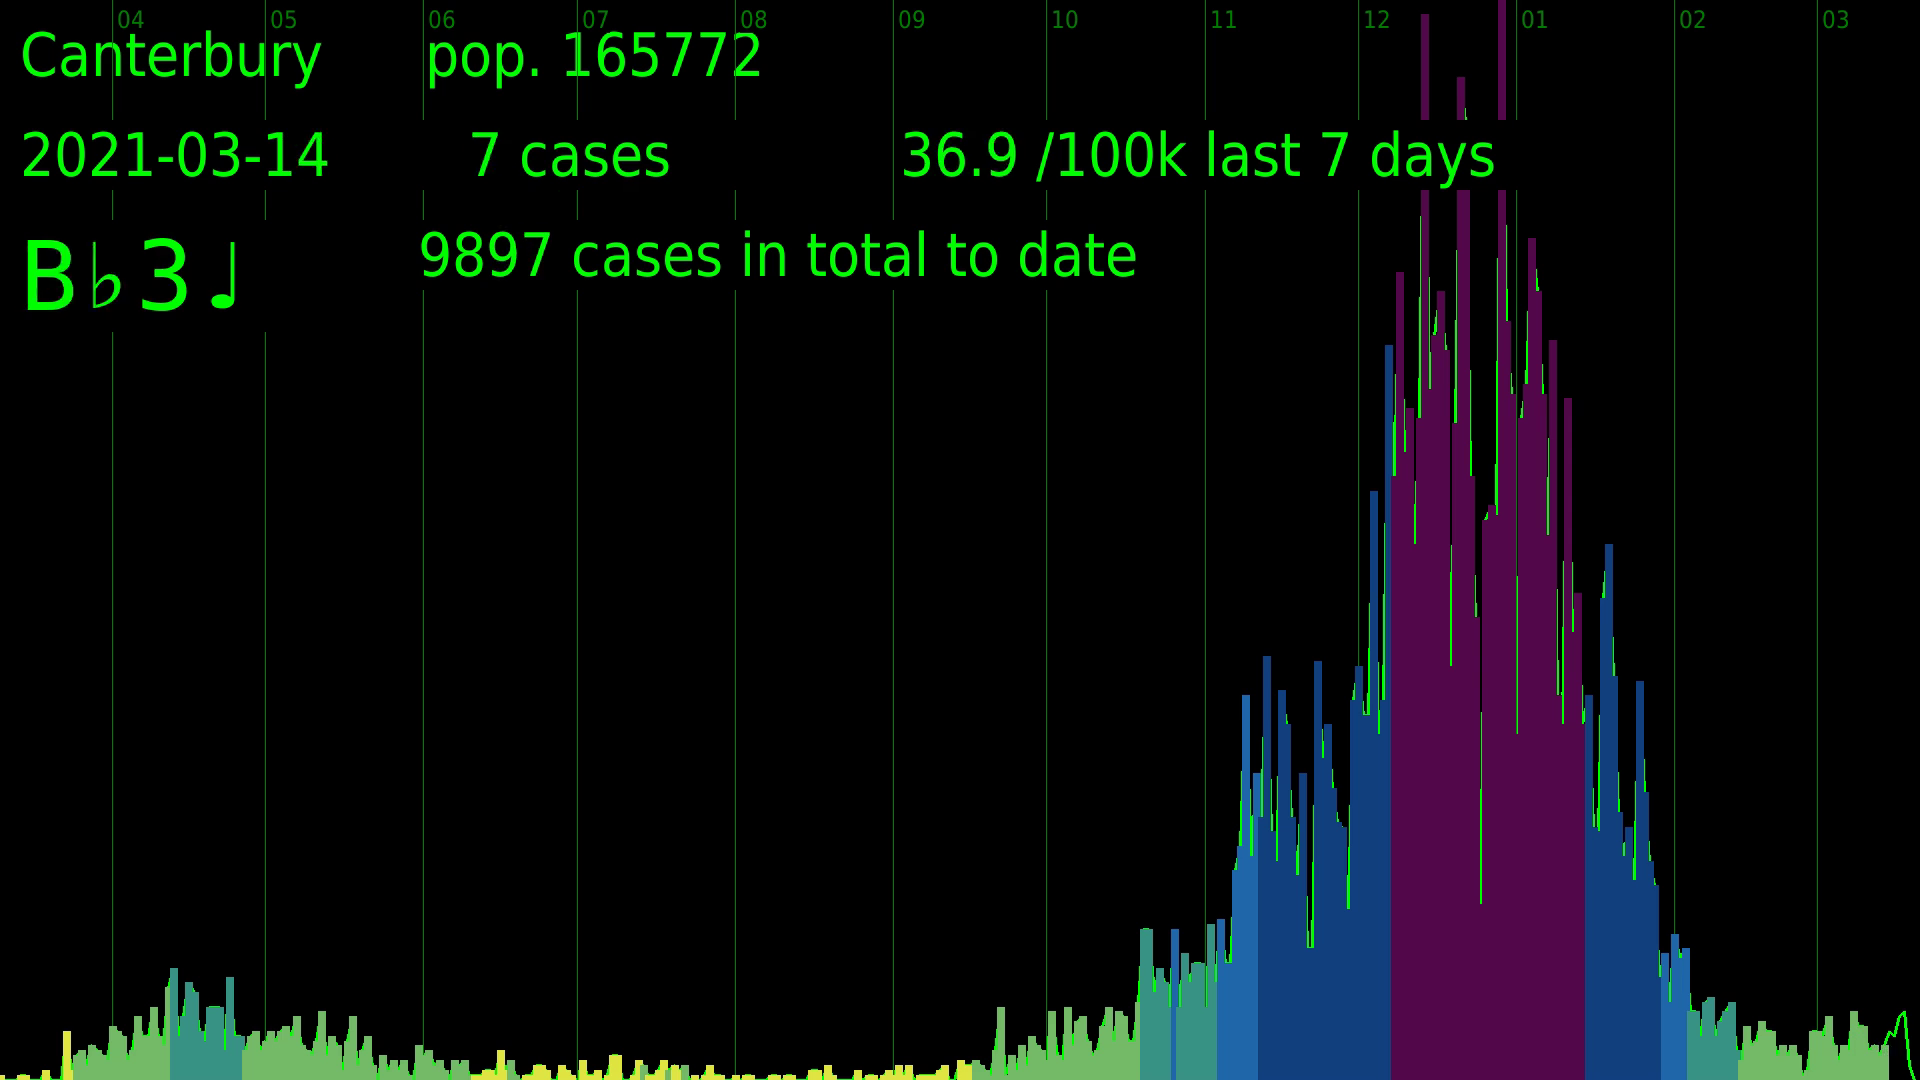 04 05 06 07 08 09 10 11 12 01 02 03
Canterbury pop. 165772
2021-03-14 7 cases 36.9 /100k last 7 days
B♭3♩ 9897 cases in total to date